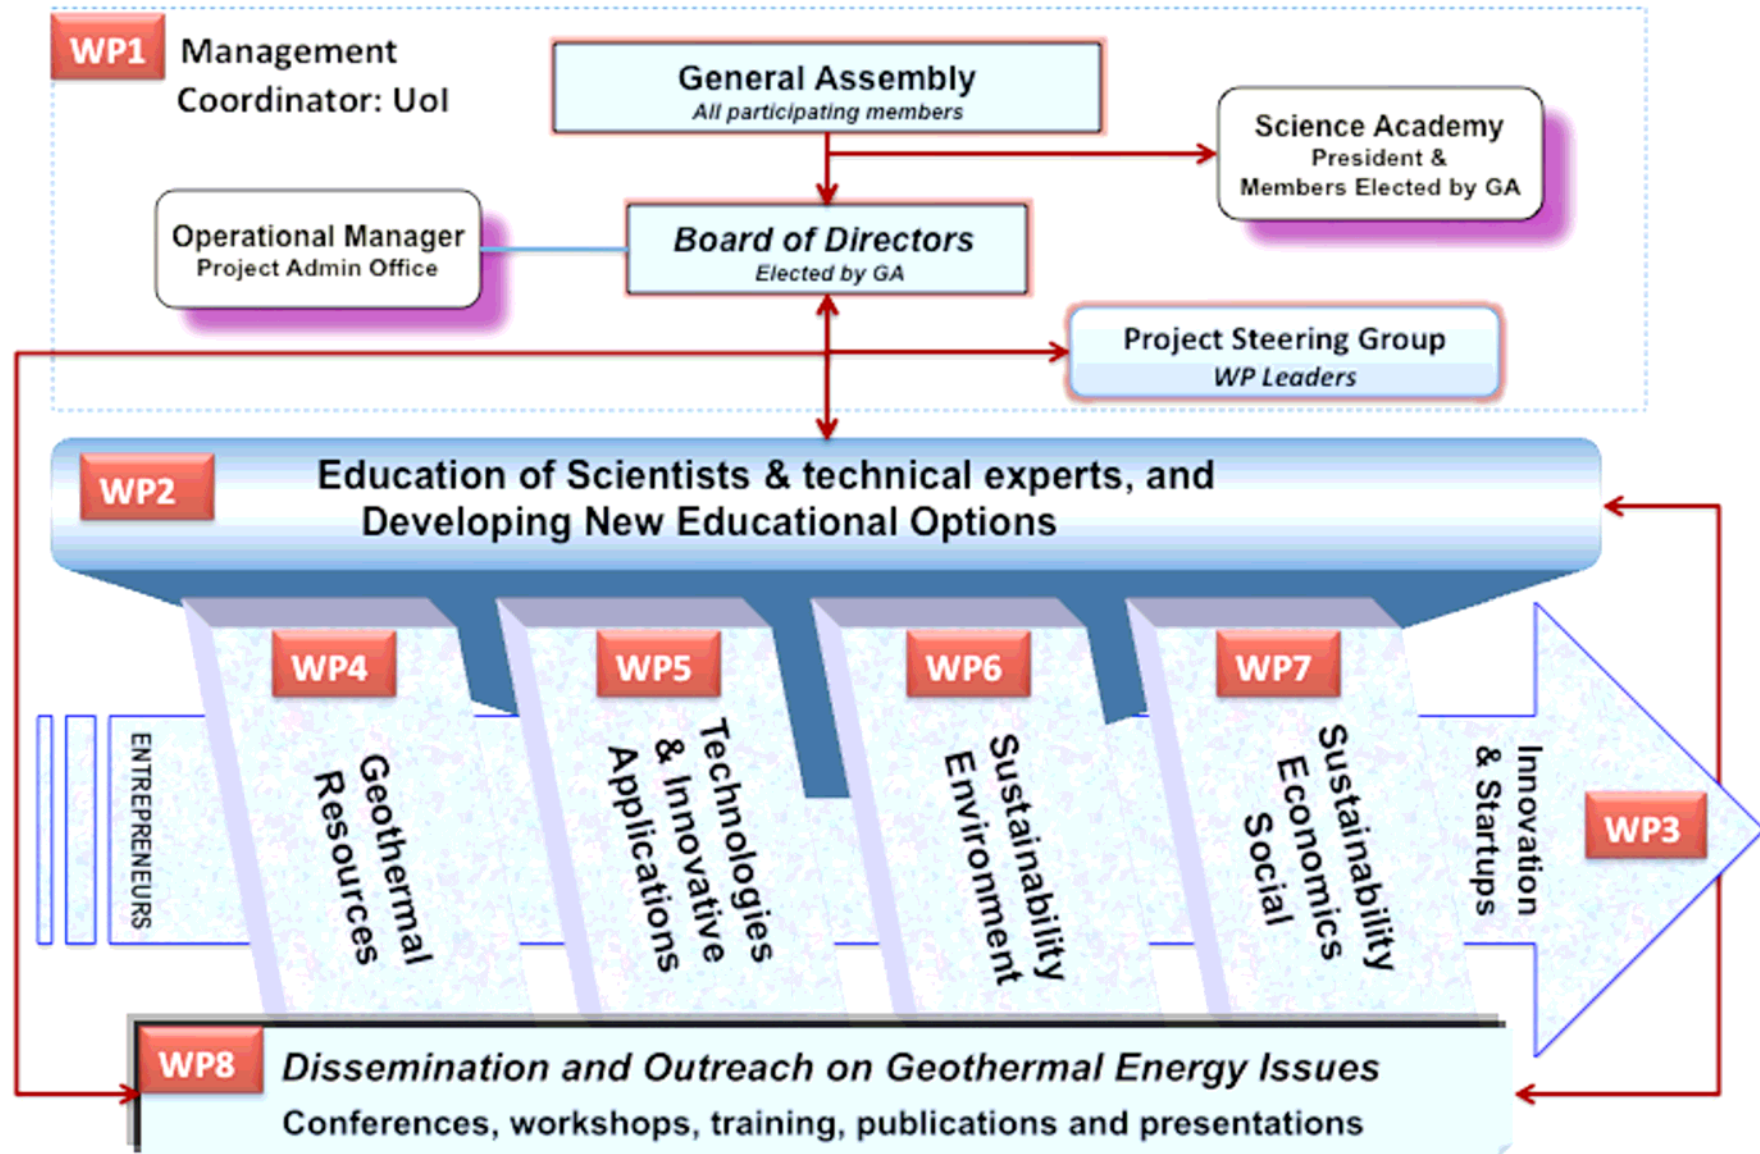 WP1
Management
Coordinator: UoI
General Assembly
All participating members
Science Academy
President &
Members Elected by GA
Operational Manager
Project Admin Office
Board of Directors
Elected by GA
Project Steering Group
WP Leaders
WP2
Education of Scientists & technical experts, and
Developing New Educational Options
WP4
WP5
WP6
WP7
ENTREPRENEURS
Geothermal
Resources
Technologies
& Innovative
Applications
Sustainability
Environment
Sustainability
Economics
Social
Innovation
& Startups
WP3
WP8
Dissemination and Outreach on Geothermal Energy Issues
Conferences, workshops, training, publications and presentations